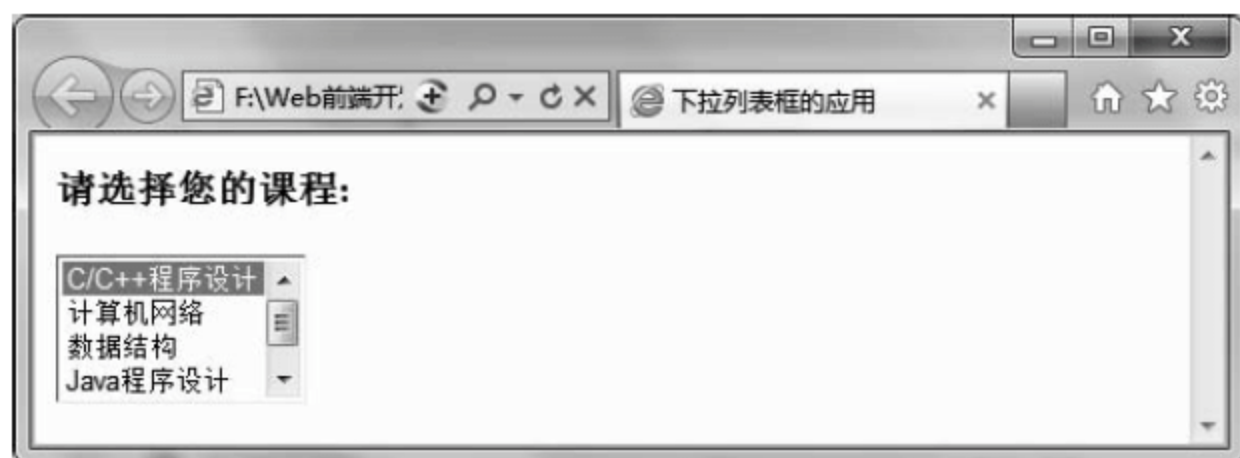 F:\Web前端开
下拉列表框的应用
请选择您的课程:
C/C++程序设计
计算机网络
数据结构
Java程序设计